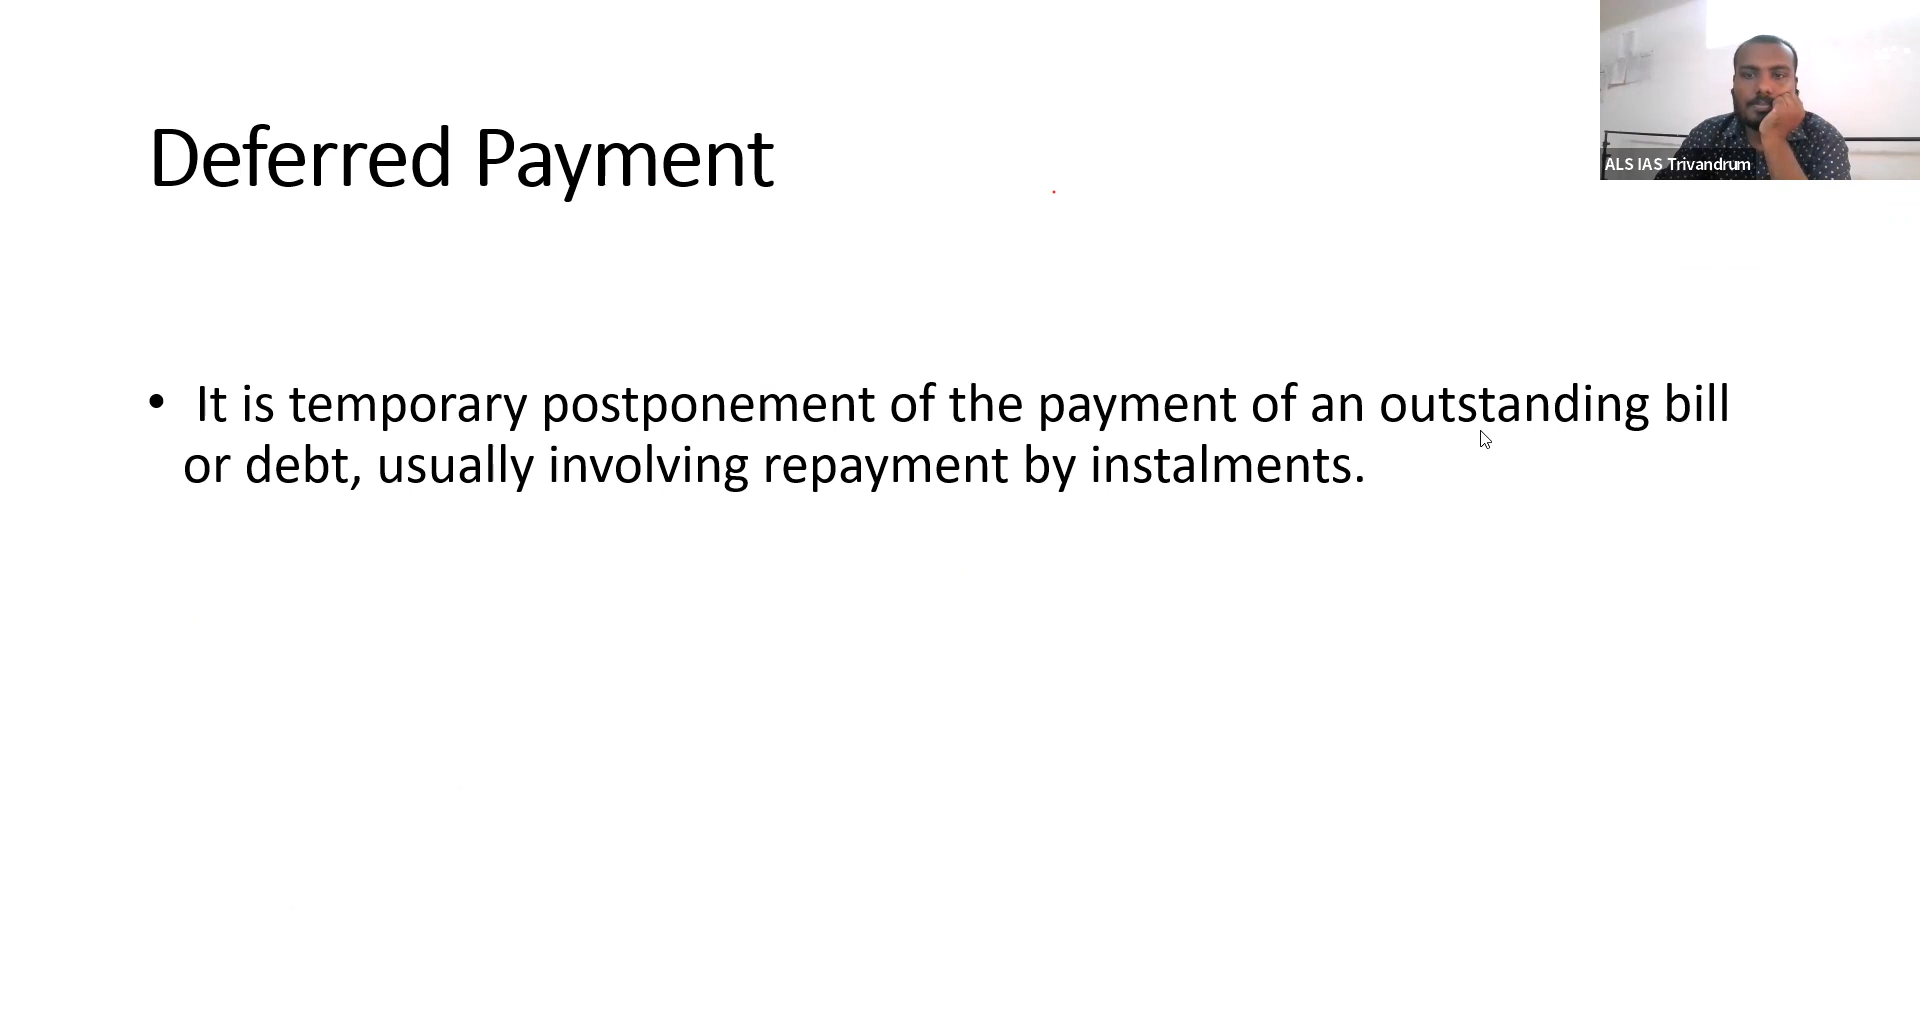 Deferred Payment
ALS IAS Trivandrum
• It is temporary postponement of the payment of an outstanding bill
or debt, usually involving repayment by instalments.